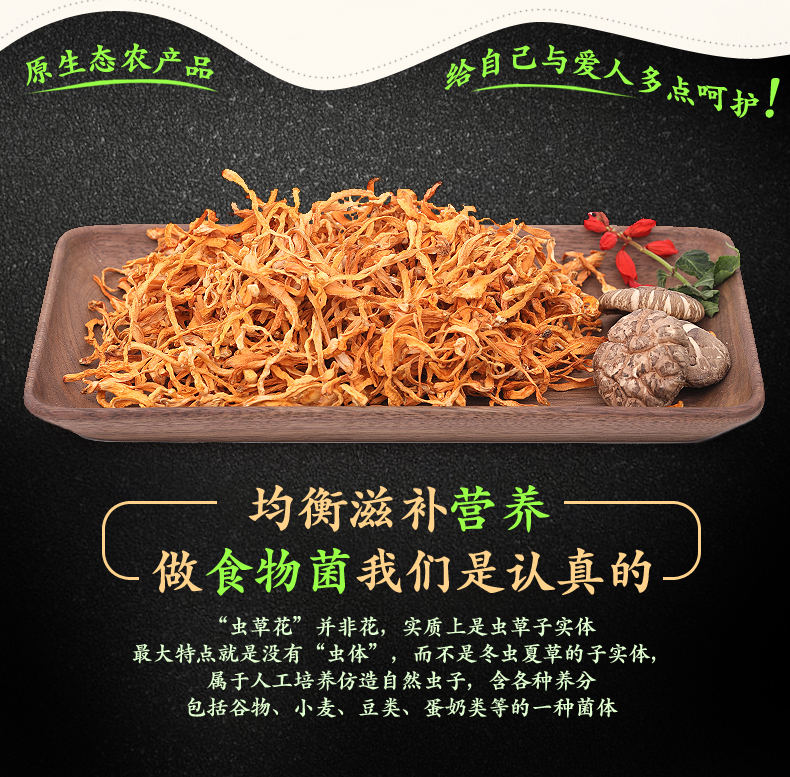 原生态农产品
给自己与爱人多点呵护!
均衡滋补营养
做食物菌我们是认真的
“虫草花”并非花，实质上是虫草子实体
最大特点就是没有“虫体”，而不是冬虫夏草的子实体，
属于人工培养仿造自然虫子，含各种养分
包括谷物、小麦、豆类、蛋奶类等的一种菌体